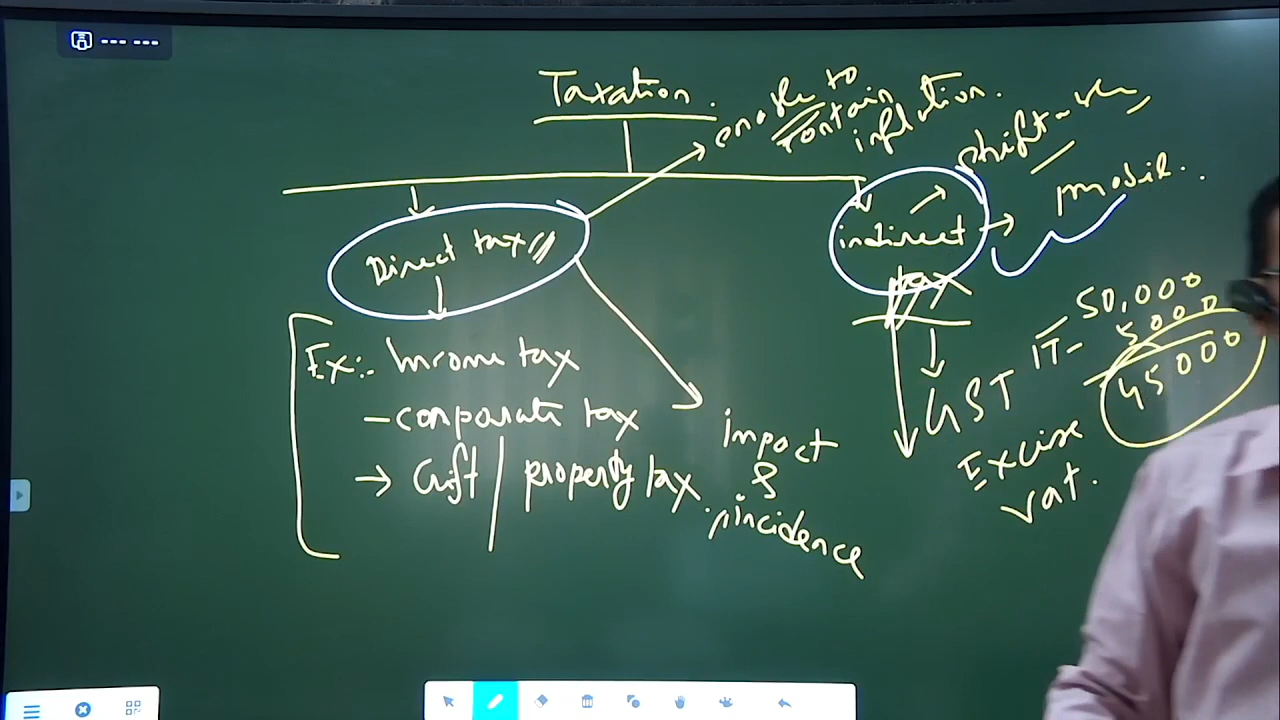 Taxation.
enable to
contain
inflation.
Direct tax
indirect
tax
Ex:- Income tax
- corporate tax
→ Gift / property tax.
impact
&
incidence
GST
Excise
vat.
50,000
IT- 5000
45000